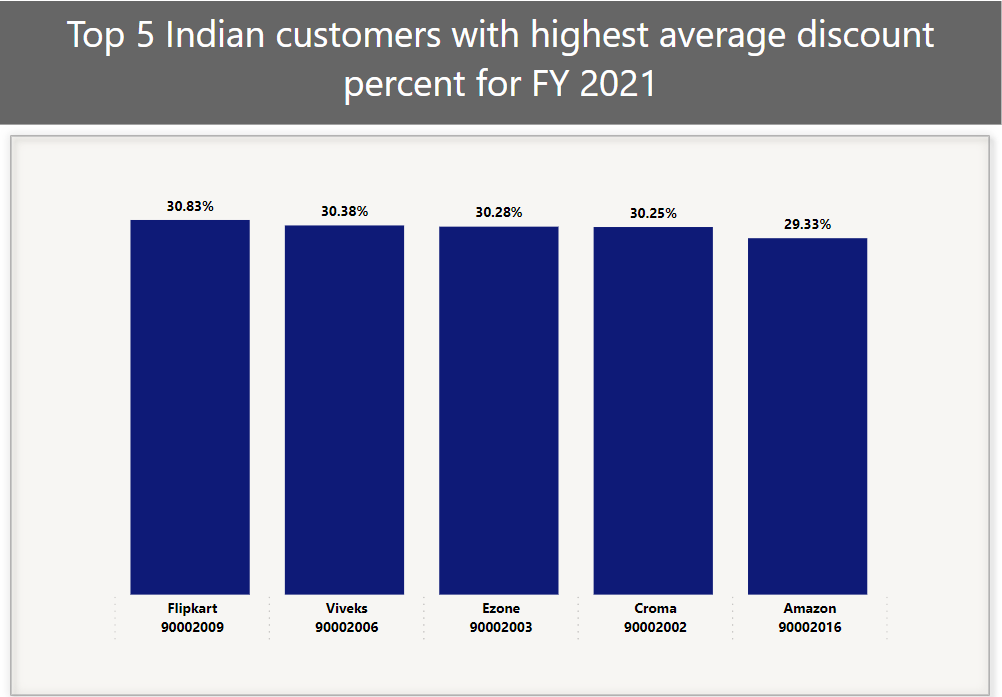 Top 5 Indian customers with highest average discount
percent for FY 2021
30.83%
30.38%
30.28%
30.25%
29.33%
Flipkart
90002009
Viveks
90002006
Ezone
90002003
Croma
90002002
Amazon
90002016